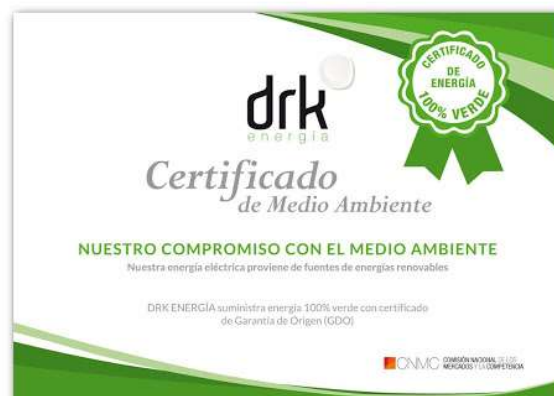 drk
energía
CERTIFICADO
DE
ENERGÍA
100% VERDE
Certificado
de Medio Ambiente
NUESTRO COMPROMISO CON EL MEDIO AMBIENTE
Nuestra energía eléctrica proviene de fuentes de energías renovables
DRK ENERGÍA suministra energía 100% verde con certificado
de Garantía de Origen (GDO)
CNMC COMISIÓN NACIONAL DE LOS
MERCADOS Y LA COMPETENCIA